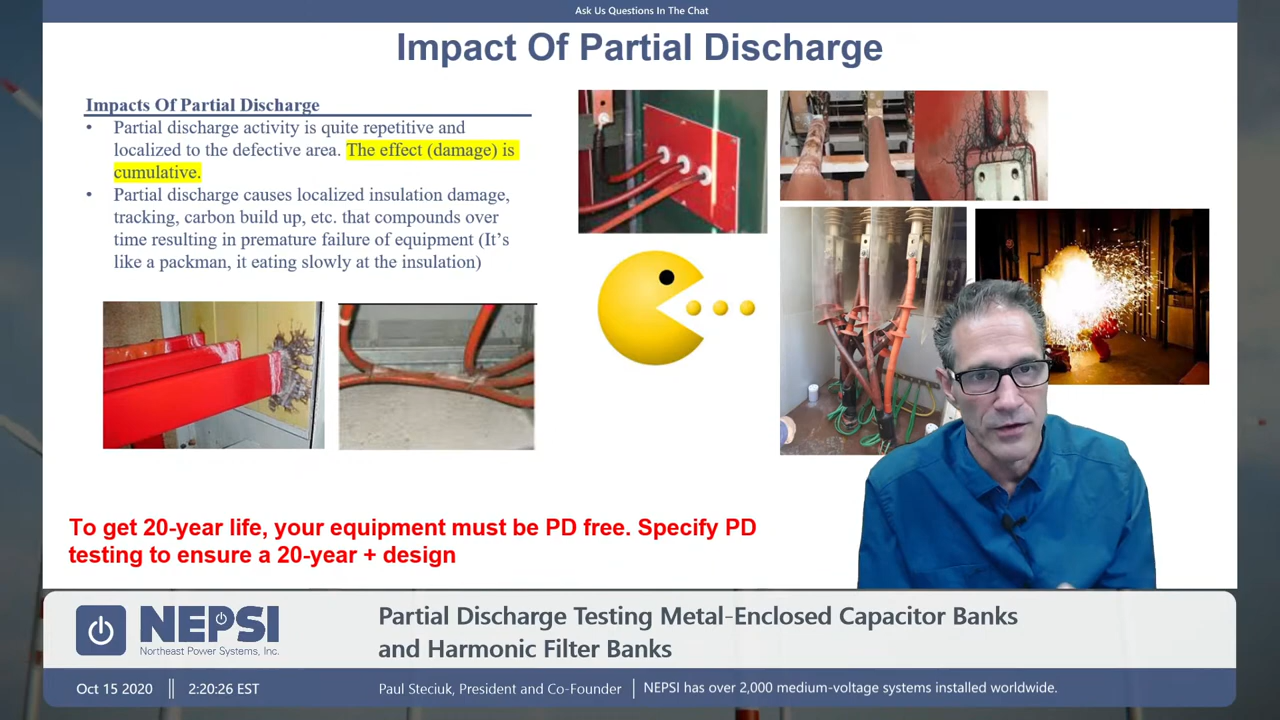 Ask Us Questions In The Chat
Impact Of Partial Discharge
Impacts Of Partial Discharge
• Partial discharge activity is quite repetitive and
localized to the defective area. The effect (damage) is
cumulative.
• Partial discharge causes localized insulation damage,
tracking, carbon build up, etc. that compounds over
time resulting in premature failure of equipment (It’s
like a packman, it eating slowly at the insulation)
To get 20-year life, your equipment must be PD free. Specify PD
testing to ensure a 20-year + design
NEPSI
Northeast Power Systems, Inc.
Partial Discharge Testing Metal-Enclosed Capacitor Banks
and Harmonic Filter Banks
Oct 15 2020 2:20:26 EST
Paul Steciuk, President and Co-Founder NEPSI has over 2,000 medium-voltage systems installed worldwide.